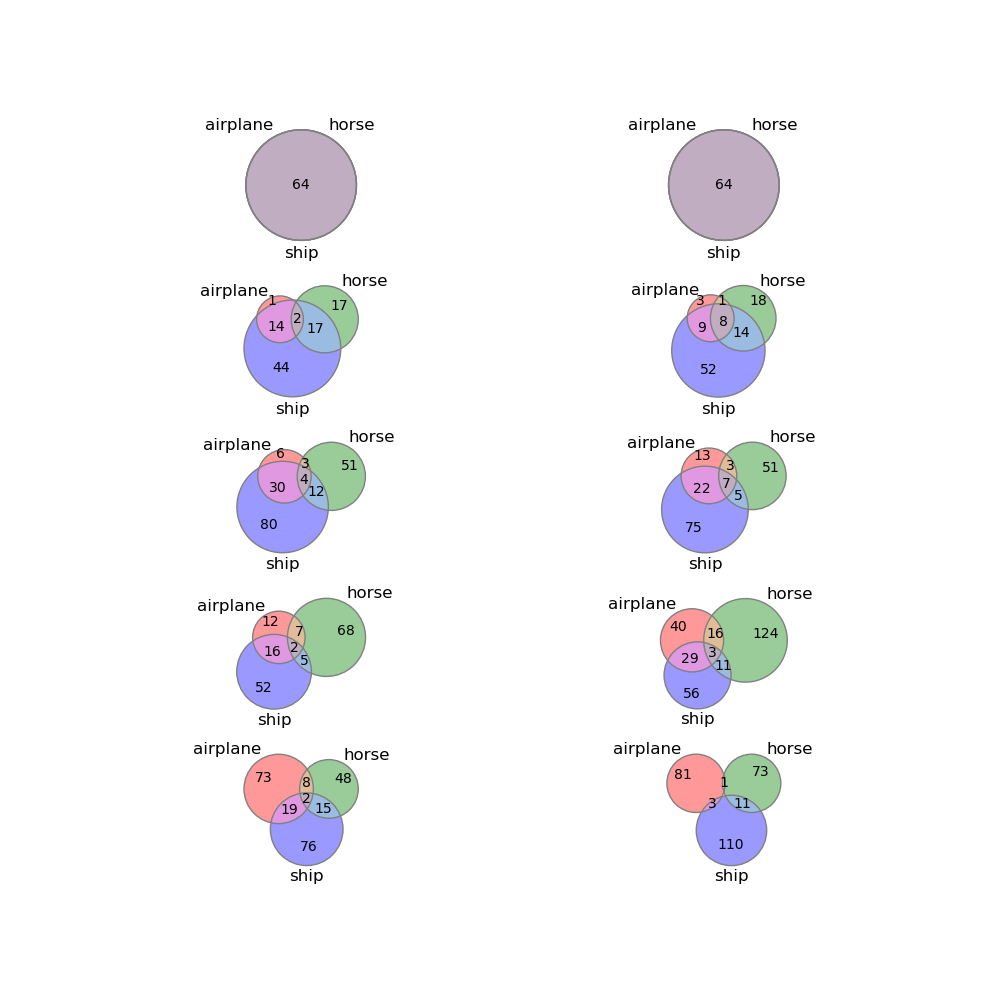 airplane horse airplane horse
64 64
ship ship
airplane horse airplane horse
1 17 3 1 18
14 2 17 9 8 14
44 52
ship ship
airplane horse airplane horse
6 3 51 13 3 51
30 4 12 22 7 5
80 75
ship ship
airplane horse airplane horse
12 7 68 40 16 124
16 2 5 29 3 11
52 56
ship ship
airplane horse airplane horse
73 8 48 81 1 73
19 2 15 3 11
76 110
ship ship